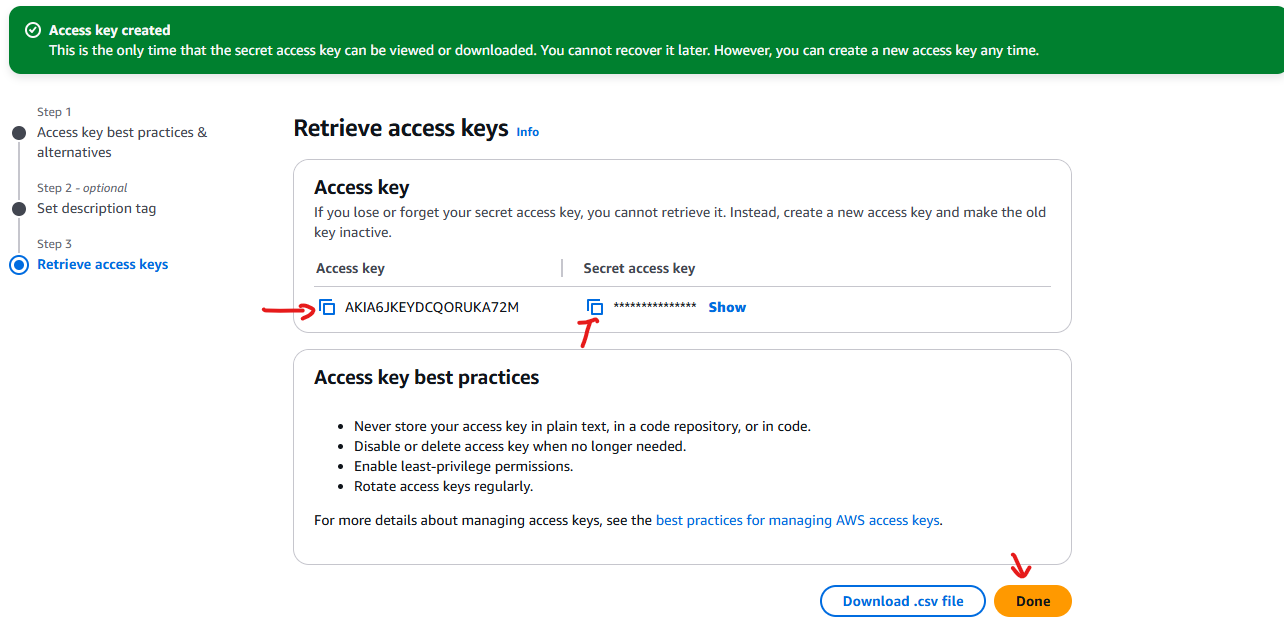 Access key created
This is the only time that the secret access key can be viewed or downloaded. You cannot recover it later. However, you can create a new access key any time.
Step 1
Access key best practices &
alternatives
Step 2 - optional
Set description tag
Step 3
Retrieve access keys
Retrieve access keys Info
Access key
If you lose or forget your secret access key, you cannot retrieve it. Instead, create a new access key and make the old
key inactive.
Access key Secret access key
AKIA6JKEYDCQORUKA72M *************** Show
Access key best practices
• Never store your access key in plain text, in a code repository, or in code.
• Disable or delete access key when no longer needed.
• Enable least-privilege permissions.
• Rotate access keys regularly.
For more details about managing access keys, see the best practices for managing AWS access keys.
Download .csv file Done